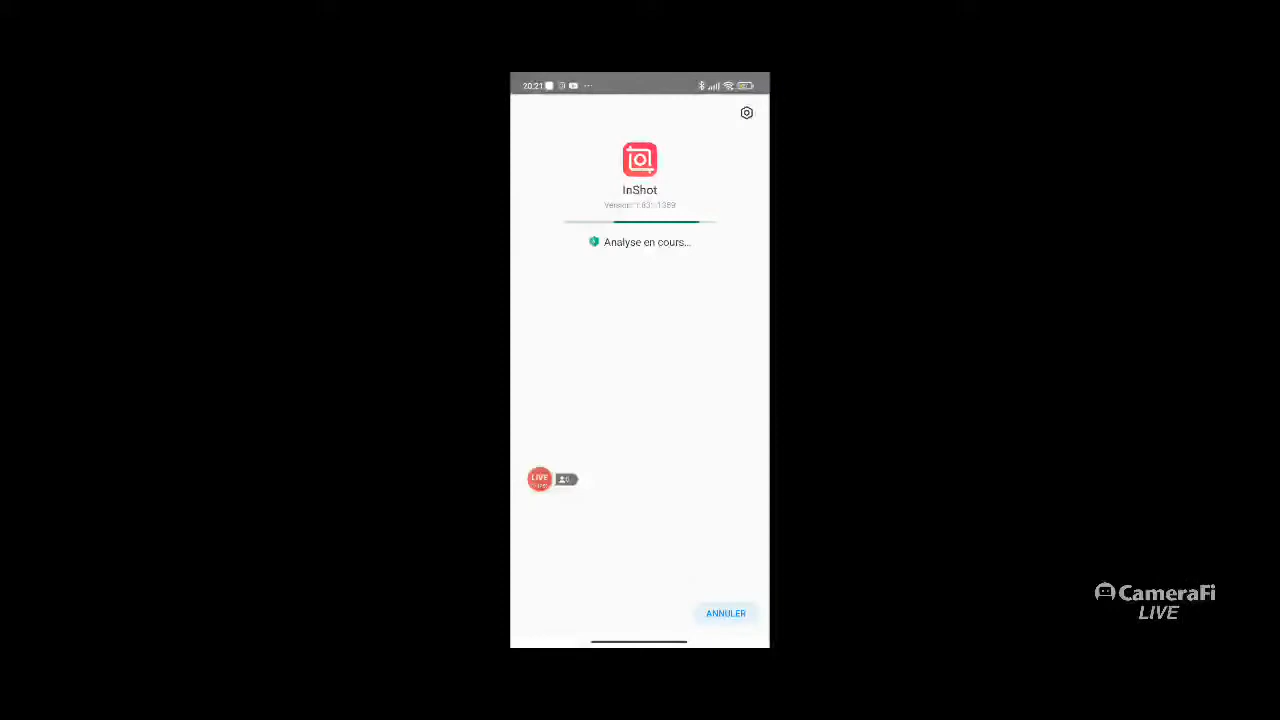 20:21
InShot
Analyse en cours...
LIVE
ANNULER
CameraFi
LIVE